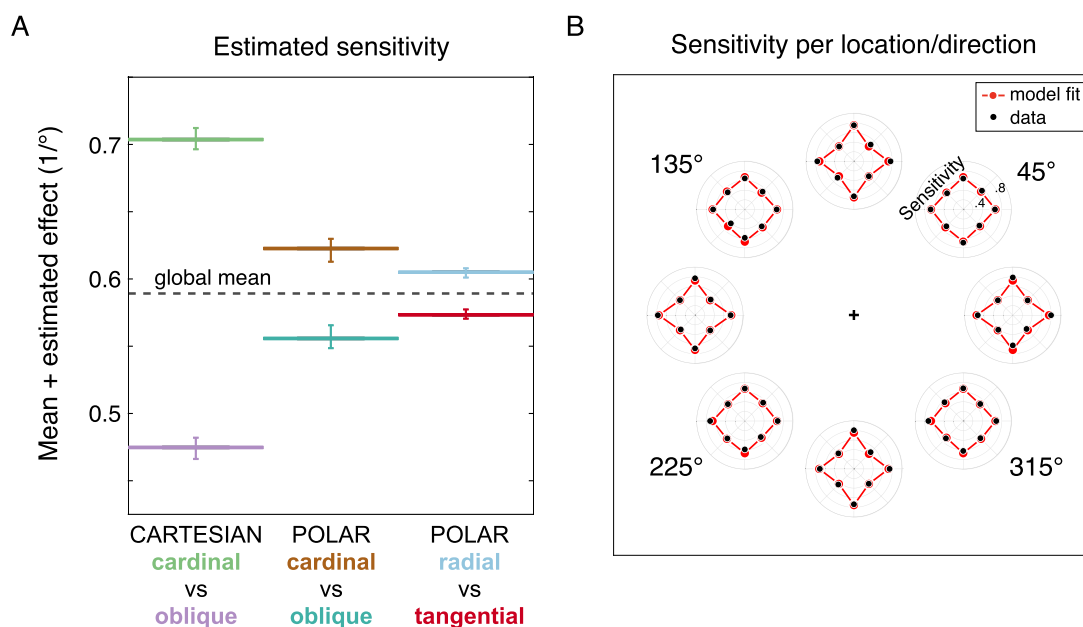 A
Estimated sensitivity
Mean + estimated effect (1/°)
0.7
0.6
0.5
global mean
CARTESIAN
cardinal
vs
oblique
POLAR
cardinal
vs
oblique
POLAR
radial
vs
tangential
B
Sensitivity per location/direction
model fit
data
135°
45°
Sensitivity
.8
.4
+
225°
315°